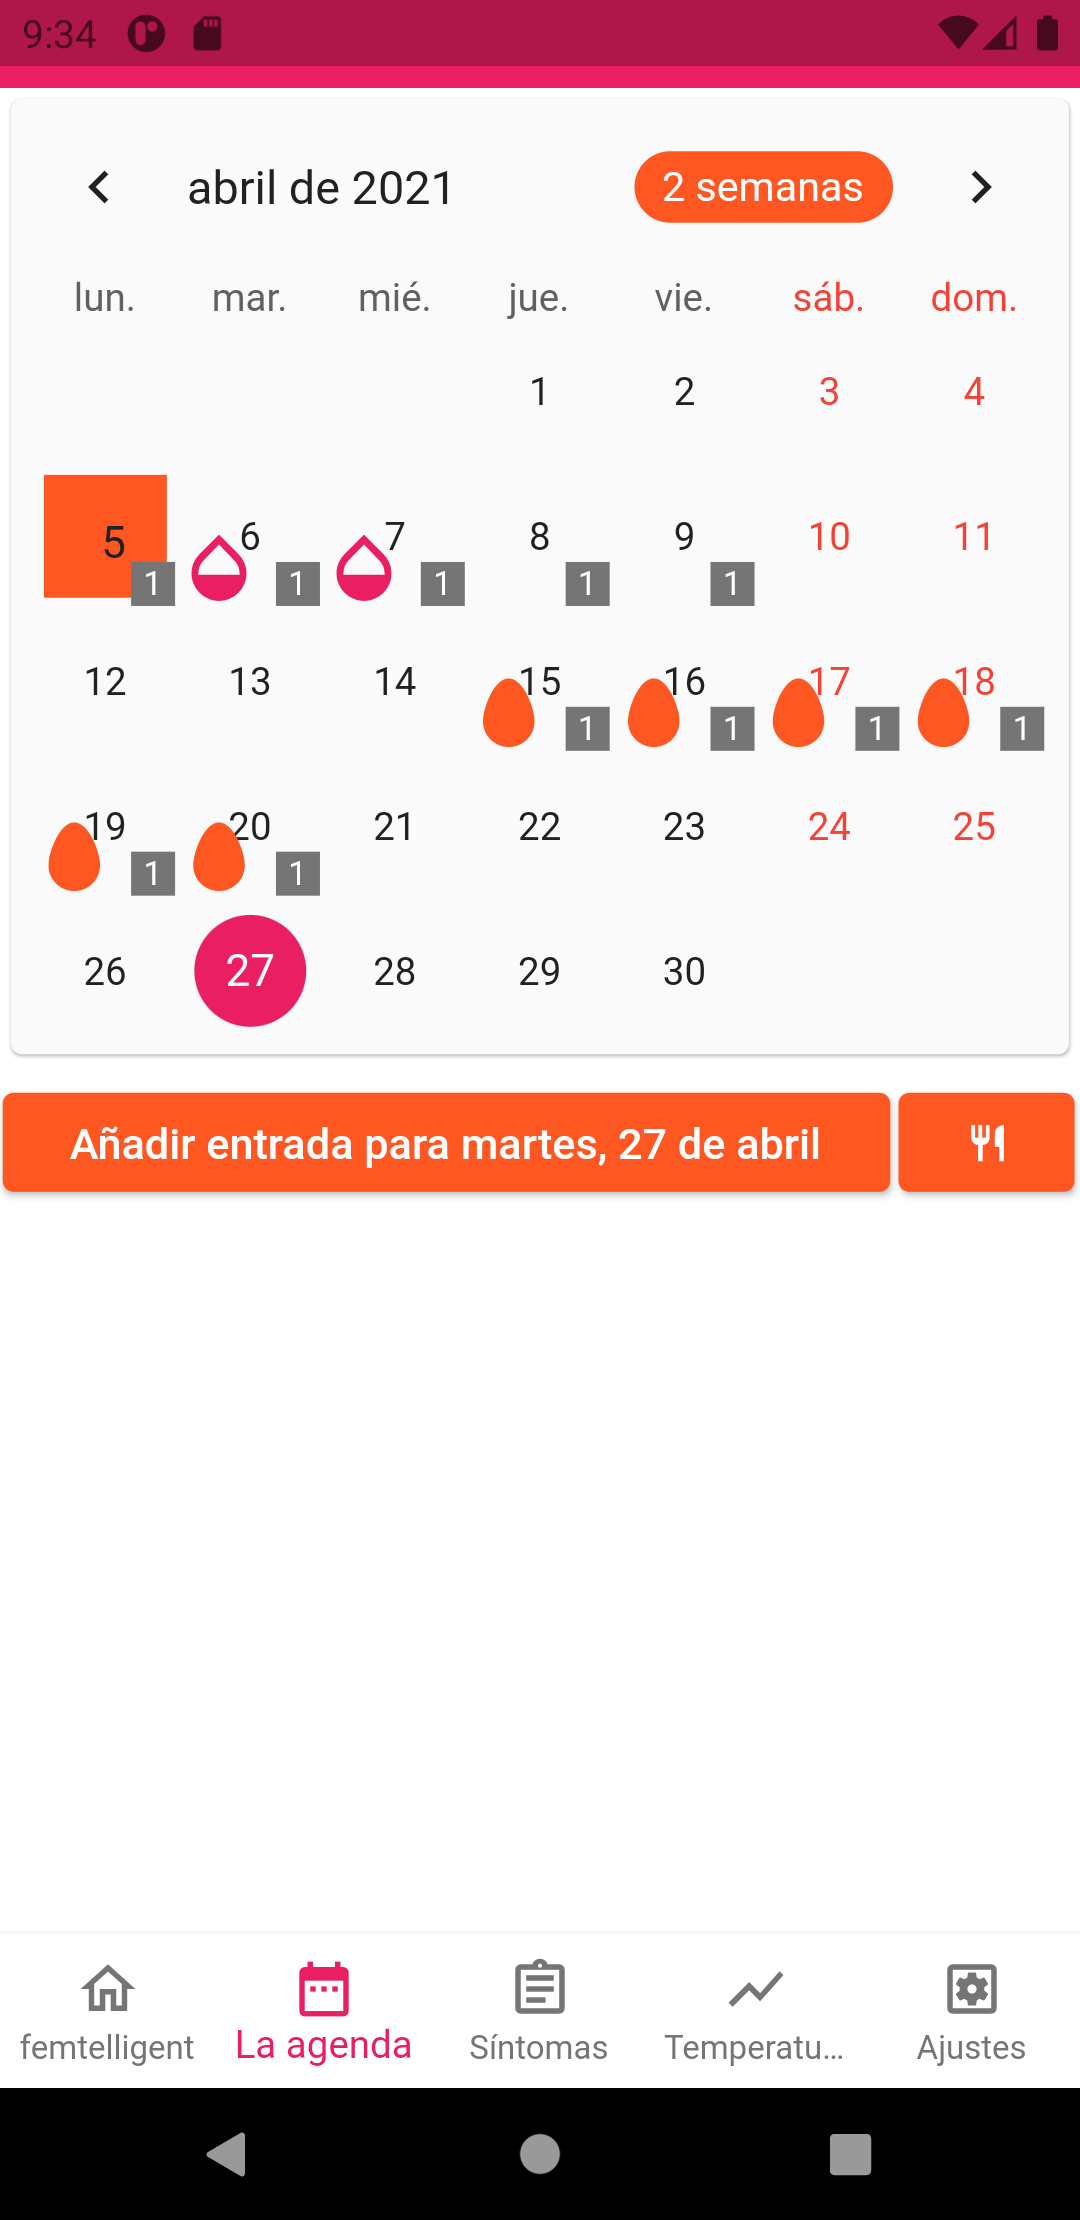 9:34
abril de 2021 2 semanas
lun. mar. mié. jue. vie. sáb. dom.
1 2 3 4
5 6 7 8 9 10 11
1 1 1 1 1
12 13 14 15 16 17 18
1 1 1 1
19 20 21 22 23 24 25
1 1
26 27 28 29 30
Añadir entrada para martes, 27 de abril
femtelligent La agenda Síntomas Temperatu... Ajustes